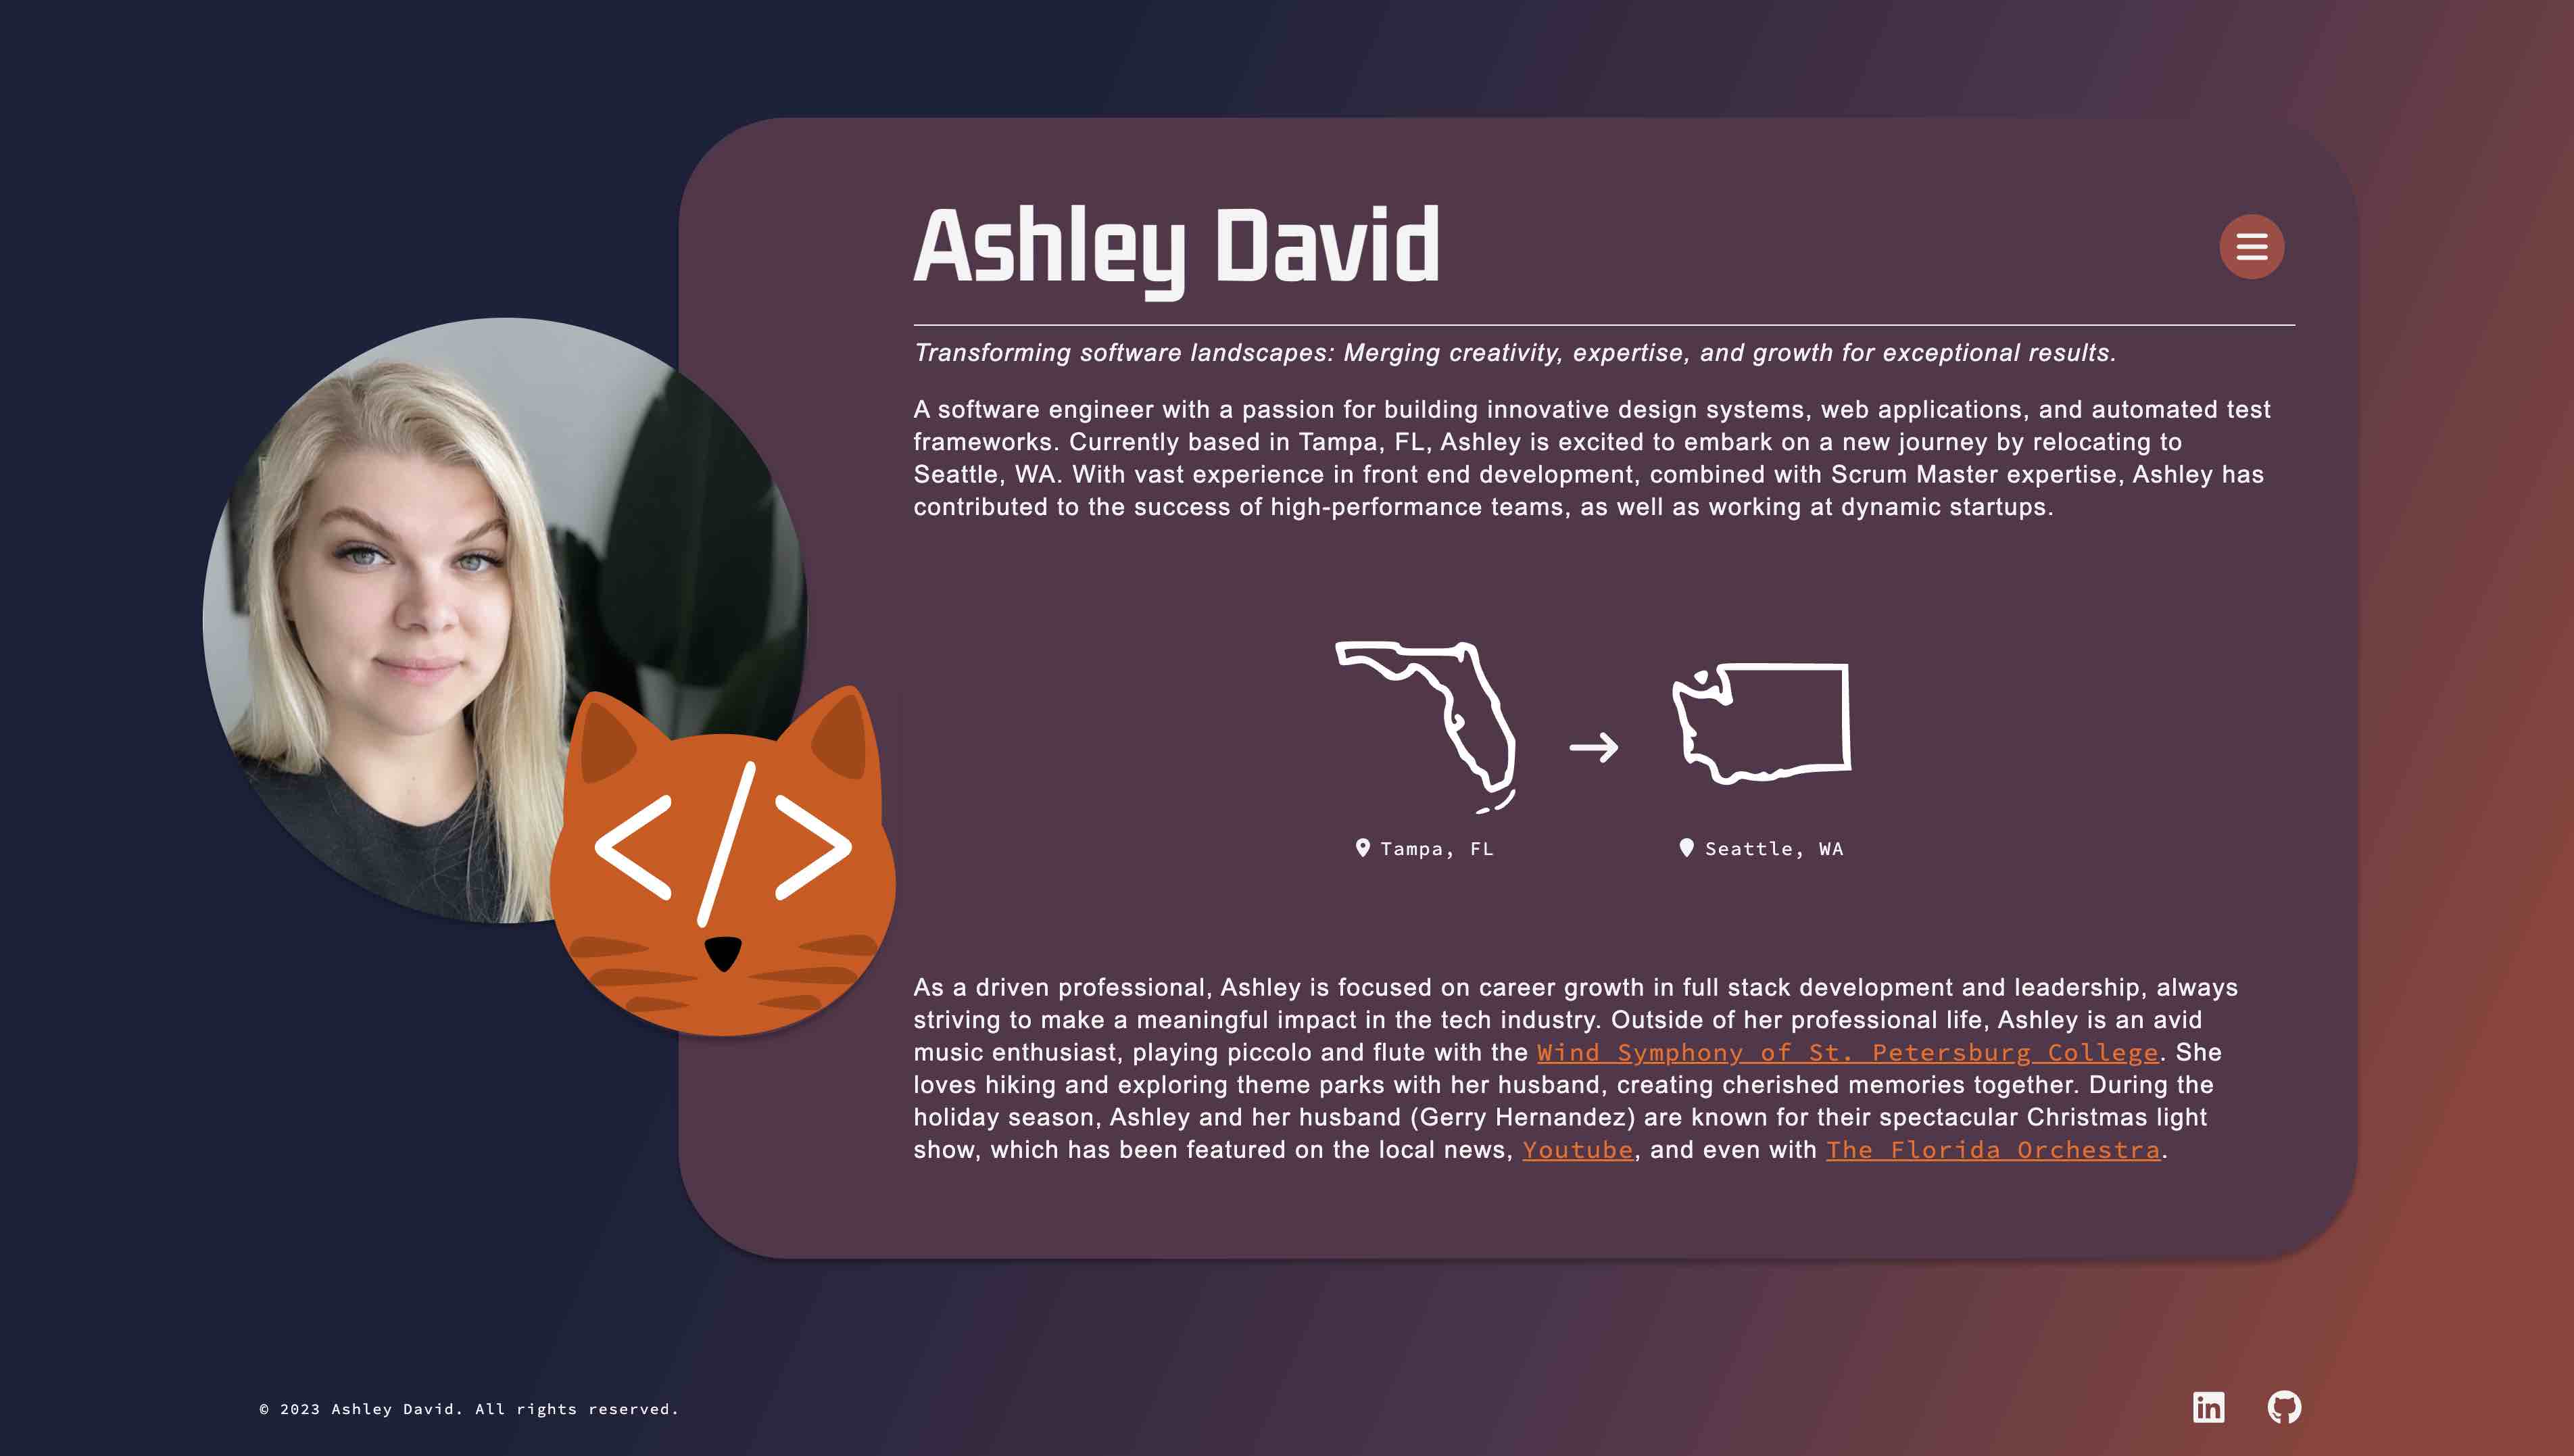 Ashley David
Transforming software landscapes: Merging creativity, expertise, and growth for exceptional results.
A software engineer with a passion for building innovative design systems, web applications, and automated test
frameworks. Currently based in Tampa, FL, Ashley is excited to embark on a new journey by relocating to
Seattle, WA. With vast experience in front end development, combined with Scrum Master expertise, Ashley has
contributed to the success of high-performance teams, as well as working at dynamic startups.
</>
Tampa, FL
Seattle, WA
As a driven professional, Ashley is focused on career growth in full stack development and leadership, always
striving to make a meaningful impact in the tech industry. Outside of her professional life, Ashley is an avid
music enthusiast, playing piccolo and flute with the Wind Symphony of St. Petersburg College. She
loves hiking and exploring theme parks with her husband, creating cherished memories together. During the
holiday season, Ashley and her husband (Gerry Hernandez) are known for their spectacular Christmas light
show, which has been featured on the local news, Youtube, and even with The Florida Orchestra.
© 2023 Ashley David. All rights reserved.
in